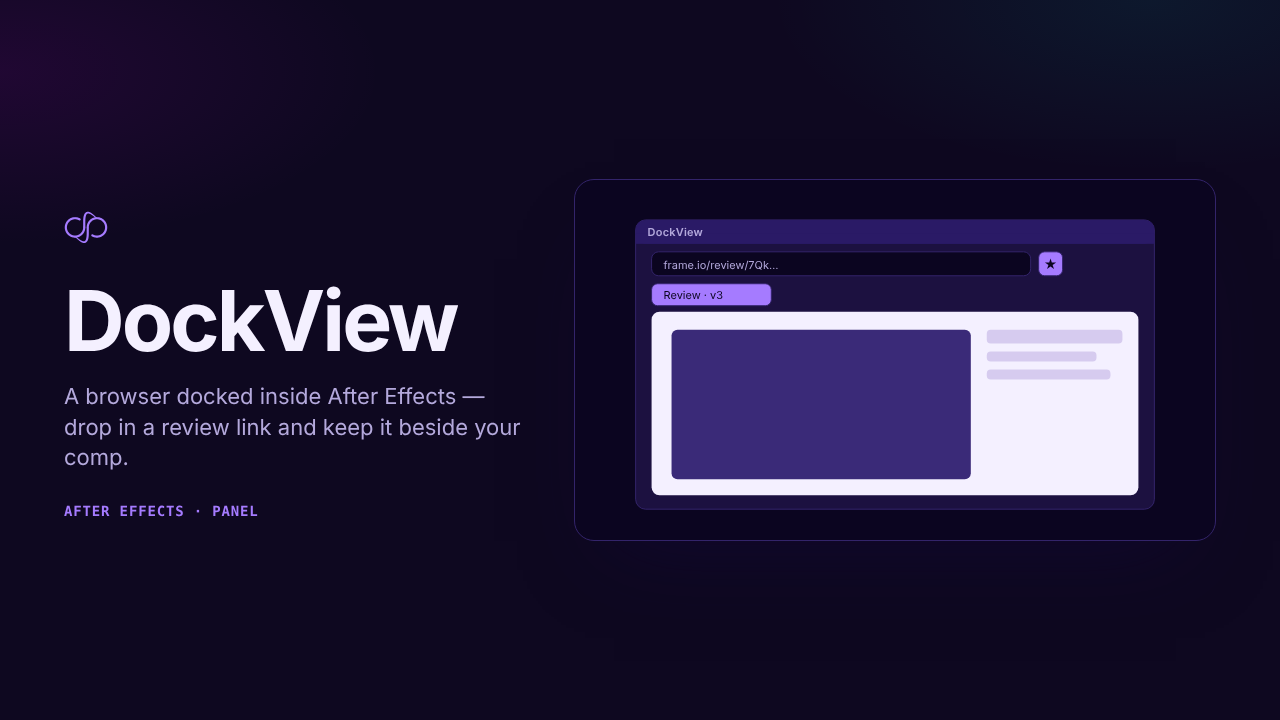 DockView
A browser docked inside After Effects —
drop in a review link and keep it beside your
comp.
AFTER EFFECTS · PANEL
DockView
frame.io/review/7Qk...
★
Review · v3